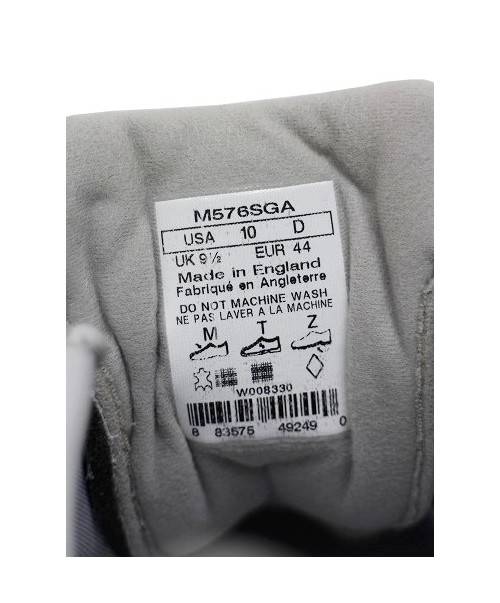 M576SGA
USA 10 D
UK 9½ EUR 44
Made in England
Fabriqué en Angleterre
DO NOT MACHINE WASH
NE PAS LAVER A LA MACHINE
M T Z
W008330
8 83575 49249 0